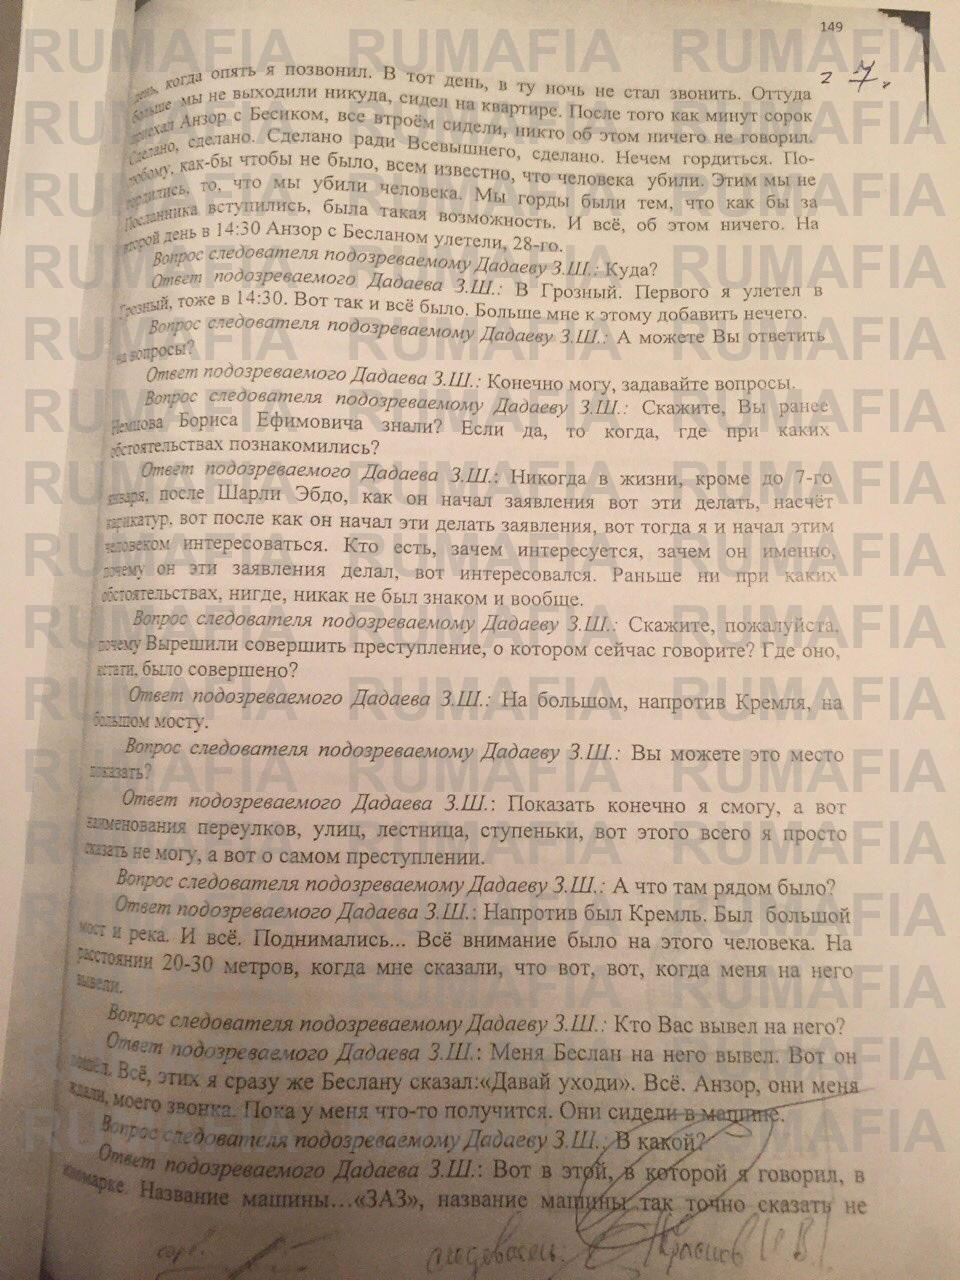 149
2 7.
день, когда опять я позвонил. В тот день, в ту ночь не стал звонить. Оттуда
больше мы не выходили никуда, сидел на квартире. После того как минут сорок
приехал Анзор с Бесиком, все втроём сидели, никто об этом ничего не говорил.
Сделано, сделано. Сделано ради Всевышнего, сделано. Нечем гордиться. По-
любому, как-бы чтобы не было, всем известно, что человека убили. Этим мы не
гордились, то, что мы убили человека. Мы горды были тем, что как бы за
Посланника вступились, была такая возможность. И всё, об этом ничего. На
второй день в 14:30 Анзор с Бесланом улетели, 28-го.
Вопрос следователя подозреваемому Дадаеву З.Ш.: Куда?
Ответ подозреваемого Дадаева З.Ш.: В Грозный. Первого я улетел в
Грозный, тоже в 14:30. Вот так и всё было. Больше мне к этому добавить нечего.
Вопрос следователя подозреваемому Дадаеву З.Ш.: А можете Вы ответить
на вопросы?
Ответ подозреваемого Дадаева З.Ш.: Конечно могу, задавайте вопросы.
Вопрос следователя подозреваемому Дадаеву З.Ш.: Скажите, Вы ранее
Немцова Бориса Ефимовича знали? Если да, то когда, где при каких
обстоятельствах познакомились?
Ответ подозреваемого Дадаева З.Ш.: Никогда в жизни, кроме до 7-го
января, после Шарли Эбдо, как он начал заявления вот эти делать, насчёт
карикатур, вот после как он начал эти делать заявления, вот тогда я и начал этим
человеком интересоваться. Кто есть, зачем интересуется, зачем он именно,
почему он эти заявления делал, вот интересовался. Раньше ни при каких
обстоятельствах, нигде, никак не был знаком и вообще.
Вопрос следователя подозреваемому Дадаеву З.Ш.: Скажите, пожалуйста,
почему Вырешили совершить преступление, о котором сейчас говорите? Где оно,
кстати, было совершено?
Ответ подозреваемого Дадаева З.Ш.: На большом, напротив Кремля, на
большом мосту.
Вопрос следователя подозреваемому Дадаеву З.Ш.: Вы можете это место
показать?
Ответ подозреваемого Дадаева З.Ш.: Показать конечно я смогу, а вот
наименования переулков, улиц, лестница, ступеньки, вот этого всего я просто
сказать не могу, а вот о самом преступлении.
Вопрос следователя подозреваемому Дадаеву З.Ш.: А что там рядом было?
Ответ подозреваемого Дадаева З.Ш.: Напротив был Кремль. Был большой
мост и река. И всё. Поднимались... Всё внимание было на этого человека. На
расстоянии 20-30 метров, когда мне сказали, что вот, вот, когда меня на него
вывели.
Вопрос следователя подозреваемому Дадаеву З.Ш.: Кто Вас вывел на него?
Ответ подозреваемого Дадаева З.Ш.: Меня Беслан на него вывел. Вот он
пошёл. Всё, этих я сразу же Беслану сказал:«Давай уходи». Всё. Анзор, они меня
ждали, моего звонка. Пока у меня что-то получится. Они сидели в машине.
Вопрос следователя подозреваемому Дадаеву З.Ш.: В какой?
Ответ подозреваемого Дадаева З.Ш.: Вот в этой, в которой я говорил, в
иномарке. Название машины…«ЗАЗ», название машины так точно сказать не
следователь:
RUMAFIA RUMAFIA RUMAFIA